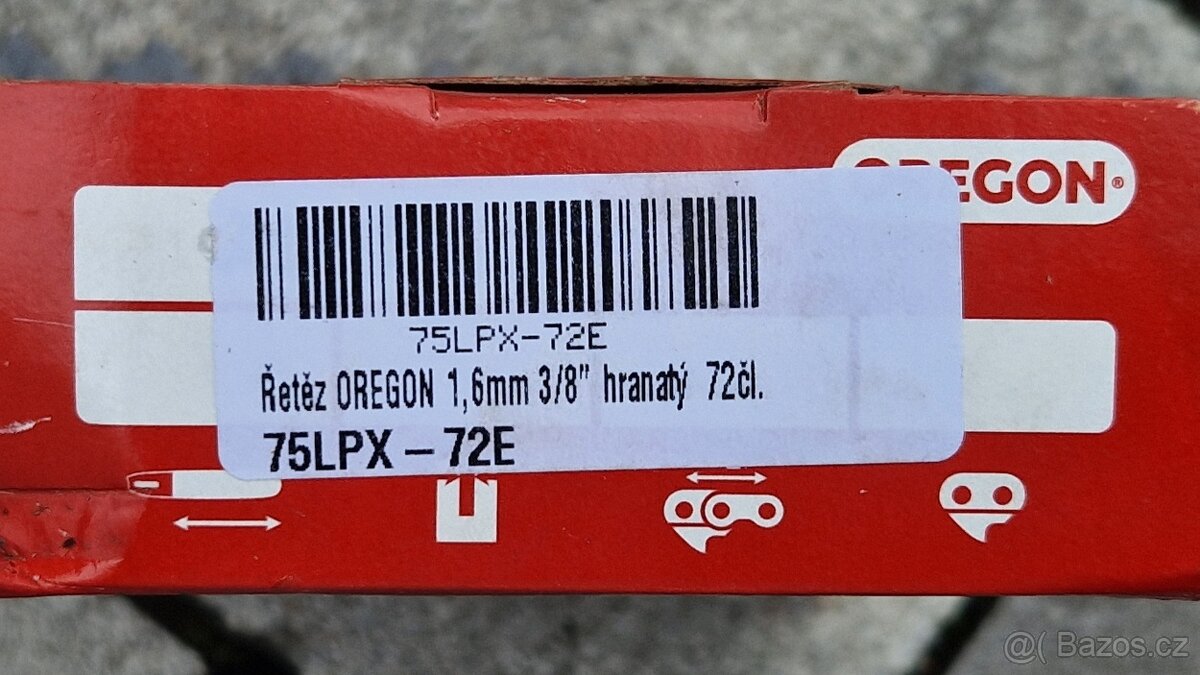 OREGON®
75LPX-72E
Řetěz OREGON 1,6mm 3/8" hranatý 72čl.
75LPX – 72E
@( Bazos.cz